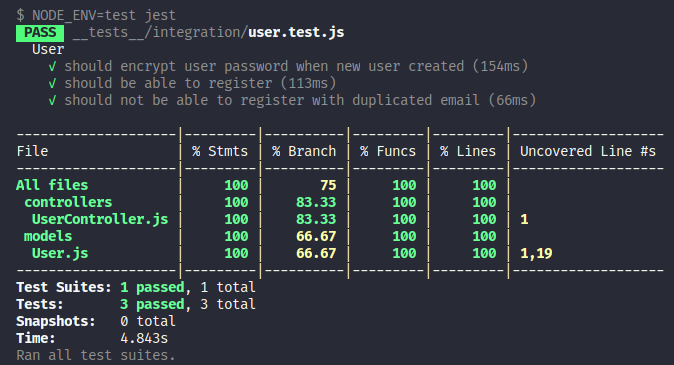 $ NODE_ENV=test jest
PASS __tests__/integration/user.test.js
User
√ should encrypt user password when new user created (154ms)
√ should be able to register (113ms)
√ should not be able to register with duplicated email (66ms)
--------------------|---------|----------|---------|---------|-------------------
File | % Stmts | % Branch | % Funcs | % Lines | Uncovered Line #s
--------------------|---------|----------|---------|---------|-------------------
All files | 100 | 75 | 100 | 100 |
controllers | 100 | 83.33 | 100 | 100 |
UserController.js | 100 | 83.33 | 100 | 100 | 1
models | 100 | 66.67 | 100 | 100 |
User.js | 100 | 66.67 | 100 | 100 | 1,19
--------------------|---------|----------|---------|---------|-------------------
Test Suites: 1 passed, 1 total
Tests: 3 passed, 3 total
Snapshots: 0 total
Time: 4.843s
Ran all test suites.